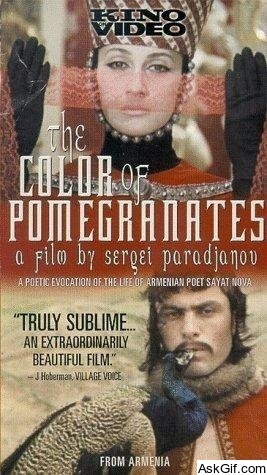 KINO
ON
VIDEO
the
COLOR of
POMEGRANATES
a film by sergei paradjanov
A POETIC EVOCATION OF THE LIFE OF ARMENIAN POET SAYAT NOVA
"TRULY SUBLIME...
AN EXTRAORDINARILY
BEAUTIFUL FILM."
– J Hoberman, VILLAGE VOICE
FROM ARMENIA
AskGif.com